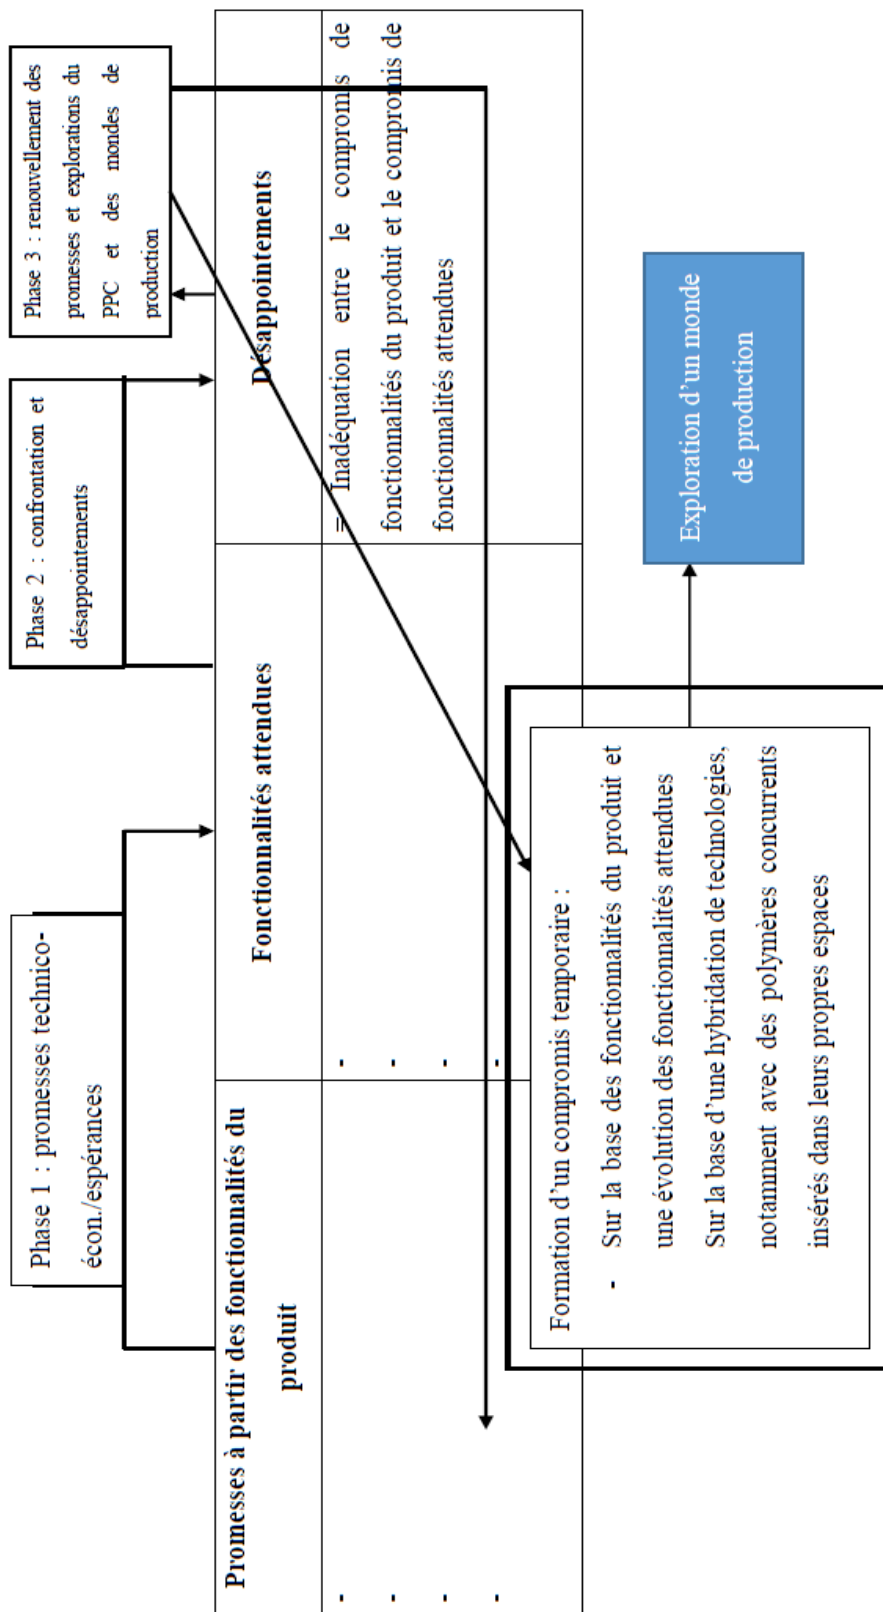 Phase 1 : promesses technico-
écon./espérances
Phase 2 : confrontation et
désappointements
Phase 3 : renouvellement des
promesses et explorations du
PPC et des mondes de
production
Promesses à partir des fonctionnalités du
produit
Fonctionnalités attendues
Désappointements
-
-
-
-
-
-
-
-
= Inadéquation entre le compromis de
fonctionnalités du produit et le compromis de
fonctionnalités attendues
Formation d’un compromis temporaire :
- Sur la base des fonctionnalités du produit et
une évolution des fonctionnalités attendues
Sur la base d’une hybridation de technologies,
notamment avec des polymères concurrents
insérés dans leurs propres espaces
Exploration d’un monde
de production